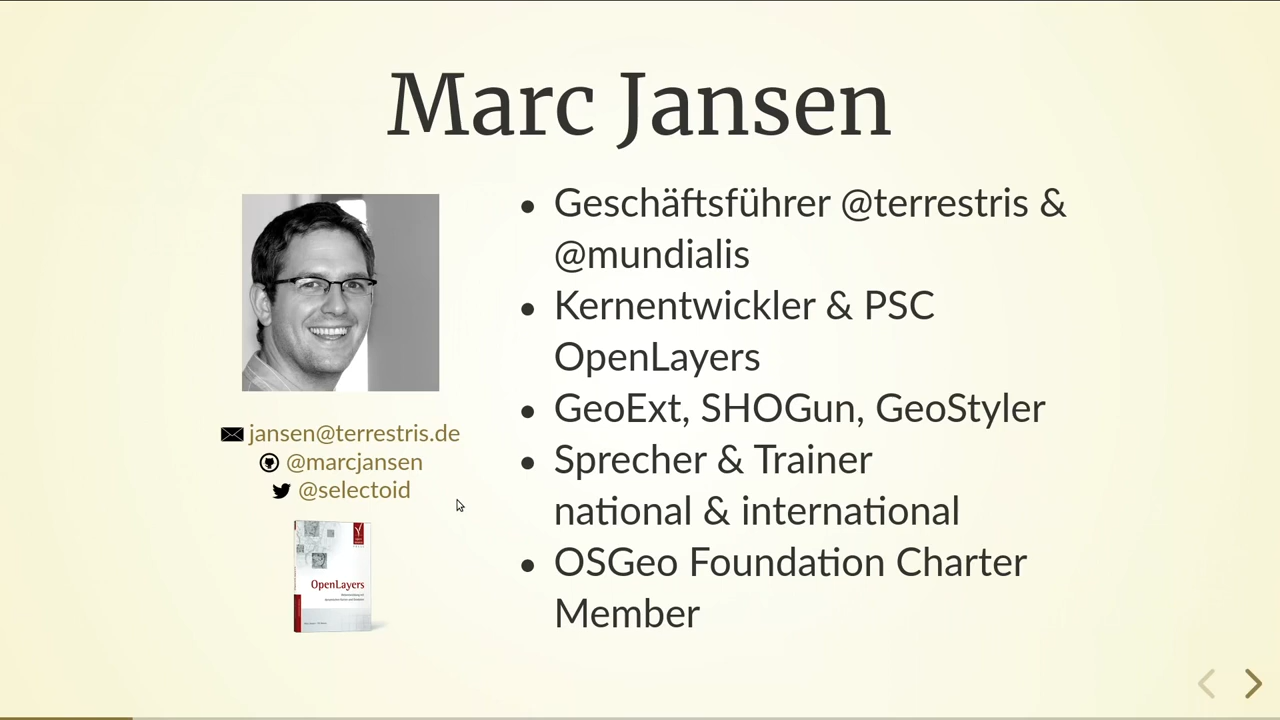 Marc Jansen
Geschäftsführer @terrestris &
@mundialis
Kernentwickler & PSC
OpenLayers
GeoExt, SHOGun, GeoStyler
Sprecher & Trainer
national & international
OSGeo Foundation Charter
Member
jansen@terrestris.de
@marcjansen
@selectoid
OpenLayers